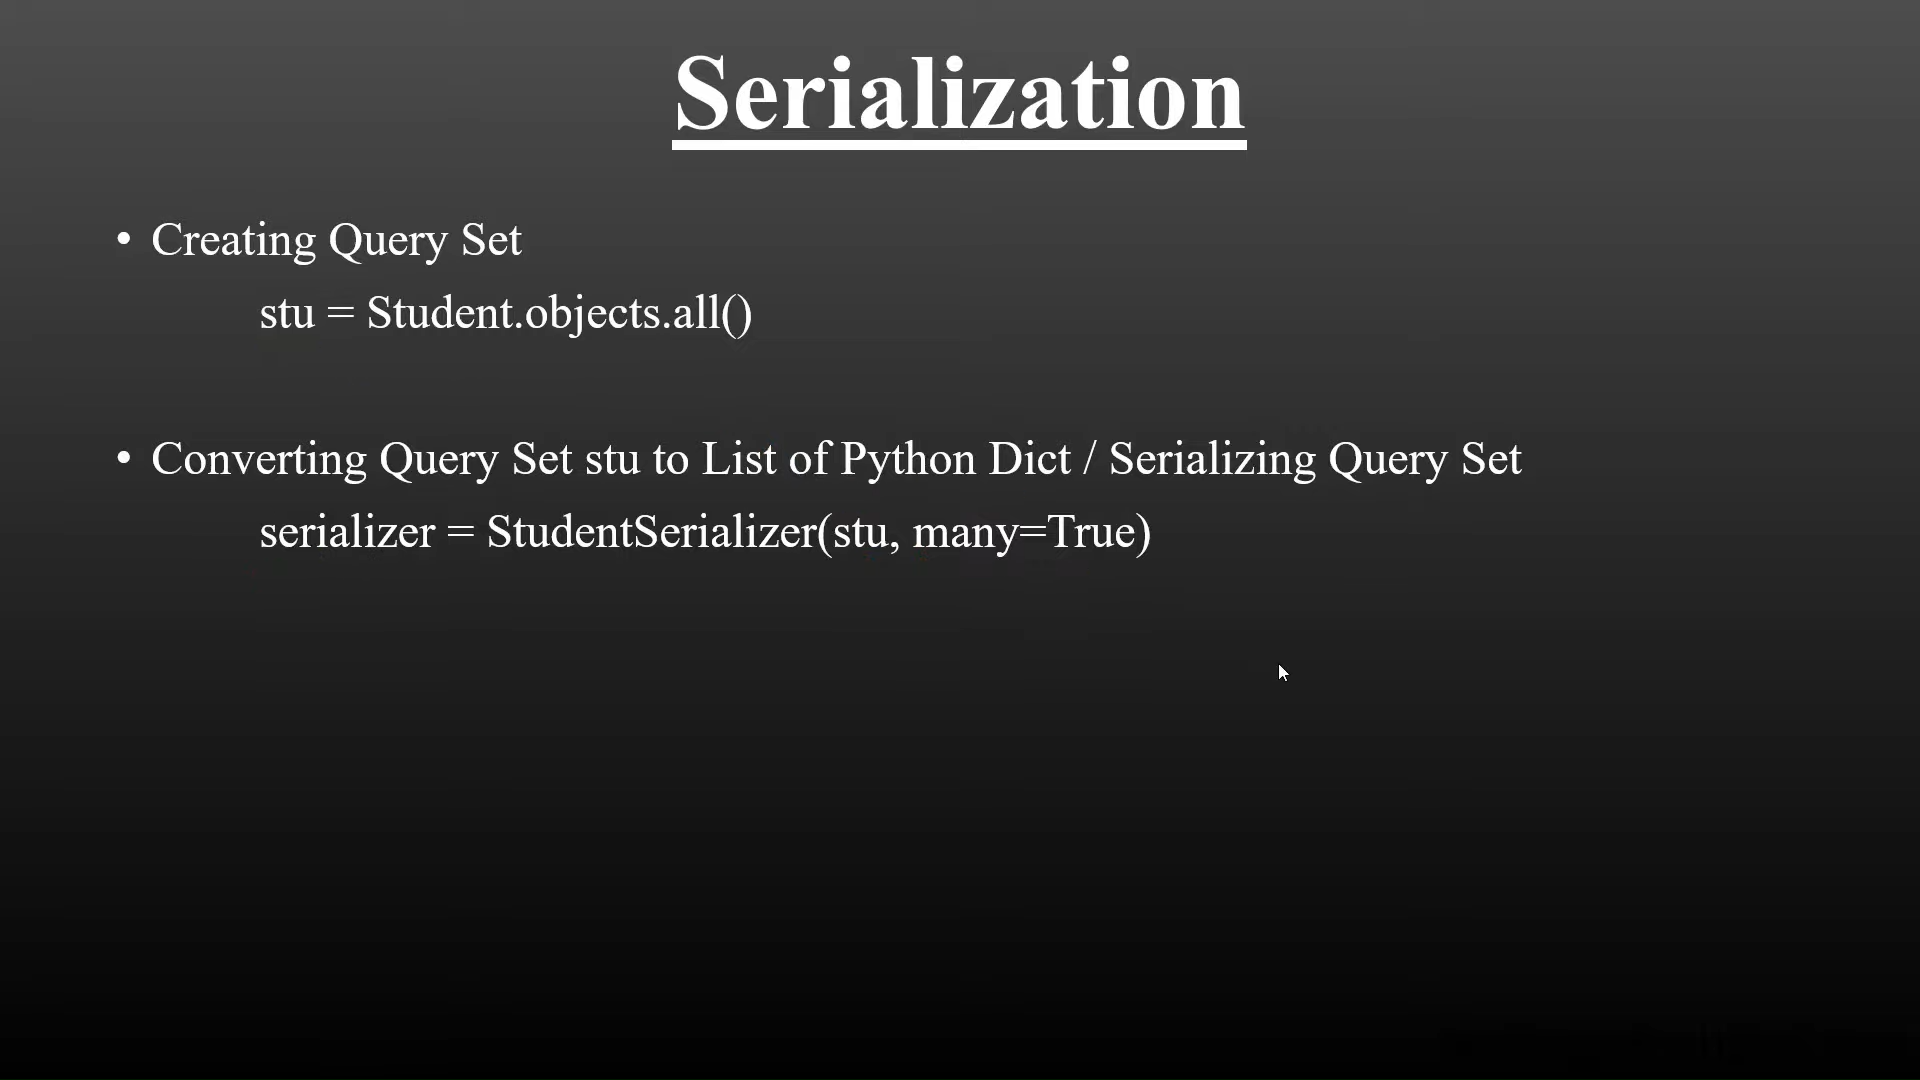 Serialization
• Creating Query Set
stu = Student.objects.all()
• Converting Query Set stu to List of Python Dict / Serializing Query Set
serializer = StudentSerializer(stu, many=True)